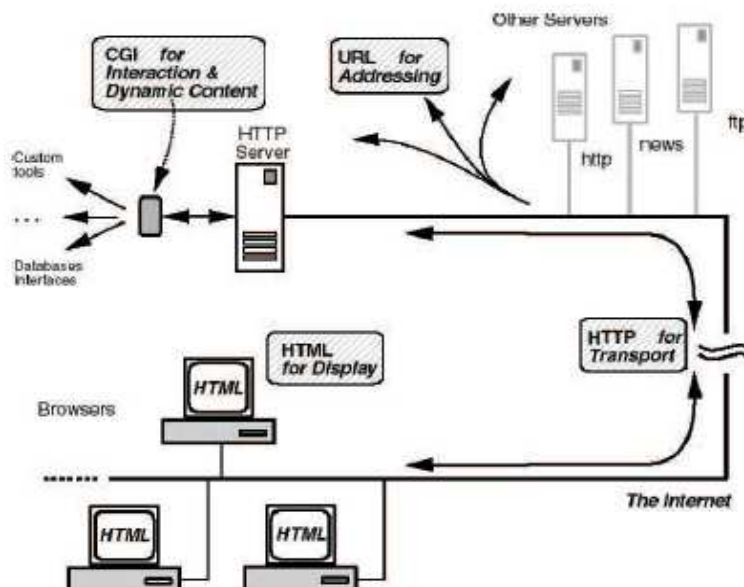 Other Servers
CGI for
Interaction &
Dynamic Content
URL for
Addressing
HTTP
Server
http
news
ftp
Custom
tools
...
Databases
interfaces
HTML
for Display
HTTP for
Transport
HTML
Browsers
The Internet
HTML
HTML